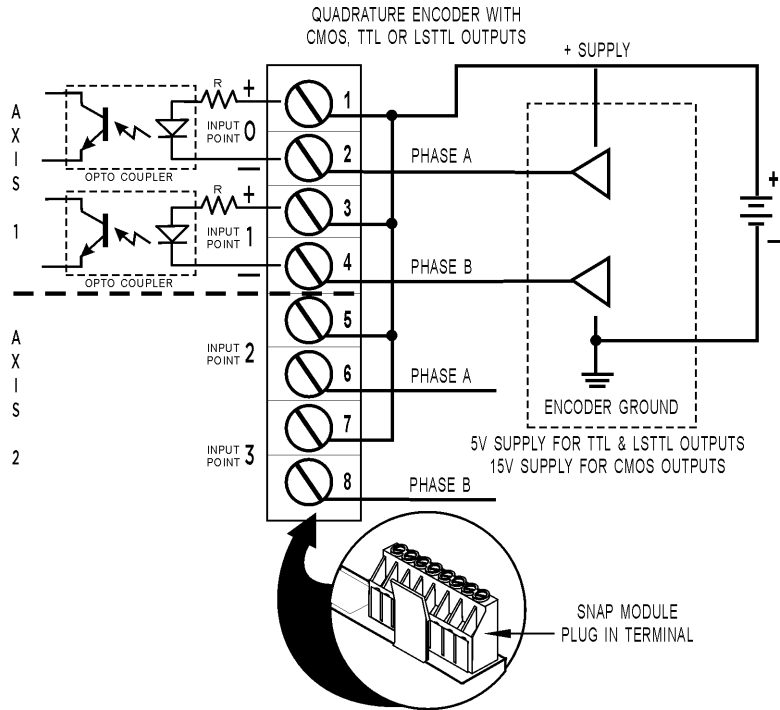 QUADRATURE ENCODER WITH
CMOS, TTL OR LSTTL OUTPUTS
+ SUPPLY
AXIS 1
R
+
INPUT
POINT 0
−
OPTO COUPLER
R
+
INPUT
POINT 1
−
OPTO COUPLER
1
2
PHASE A
3
4
PHASE B
+
−
AXIS 2
INPUT
POINT 2
5
6
PHASE A
INPUT
POINT 3
7
8
PHASE B
ENCODER GROUND
5V SUPPLY FOR TTL & LSTTL OUTPUTS
15V SUPPLY FOR CMOS OUTPUTS
SNAP MODULE
PLUG IN TERMINAL